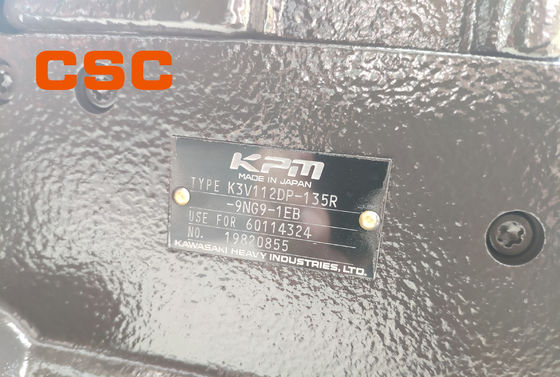 CSC
KPM
MADE IN JAPAN
TYPE K3V112DP-135R
-9NG9-1EB
USE FOR 60114324
NO. 19820855
KAWASAKI HEAVY INDUSTRIES, LTD.